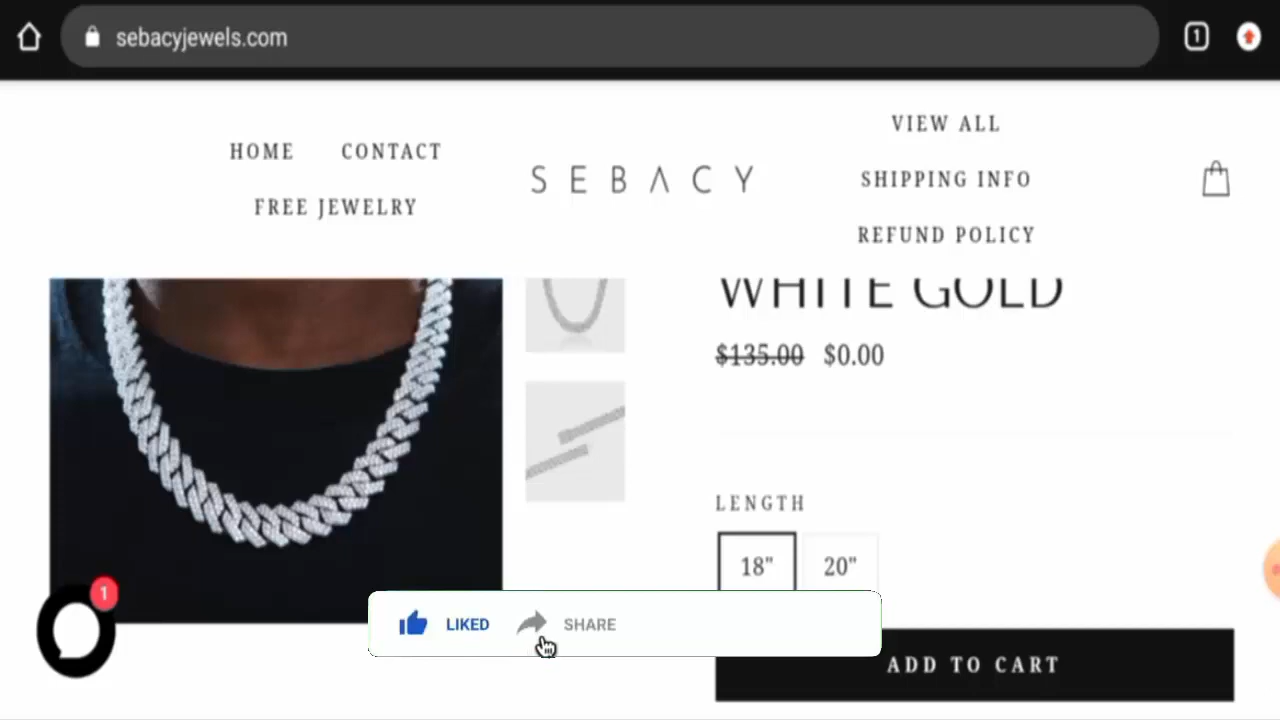 sebacyjewels.com
1
HOME CONTACT
FREE JEWELRY
SEBACY
VIEW ALL
SHIPPING INFO
REFUND POLICY
WHITE GOLD
$135.00 $0.00
LENGTH
18" 20"
1
LIKED SHARE
ADD TO CART